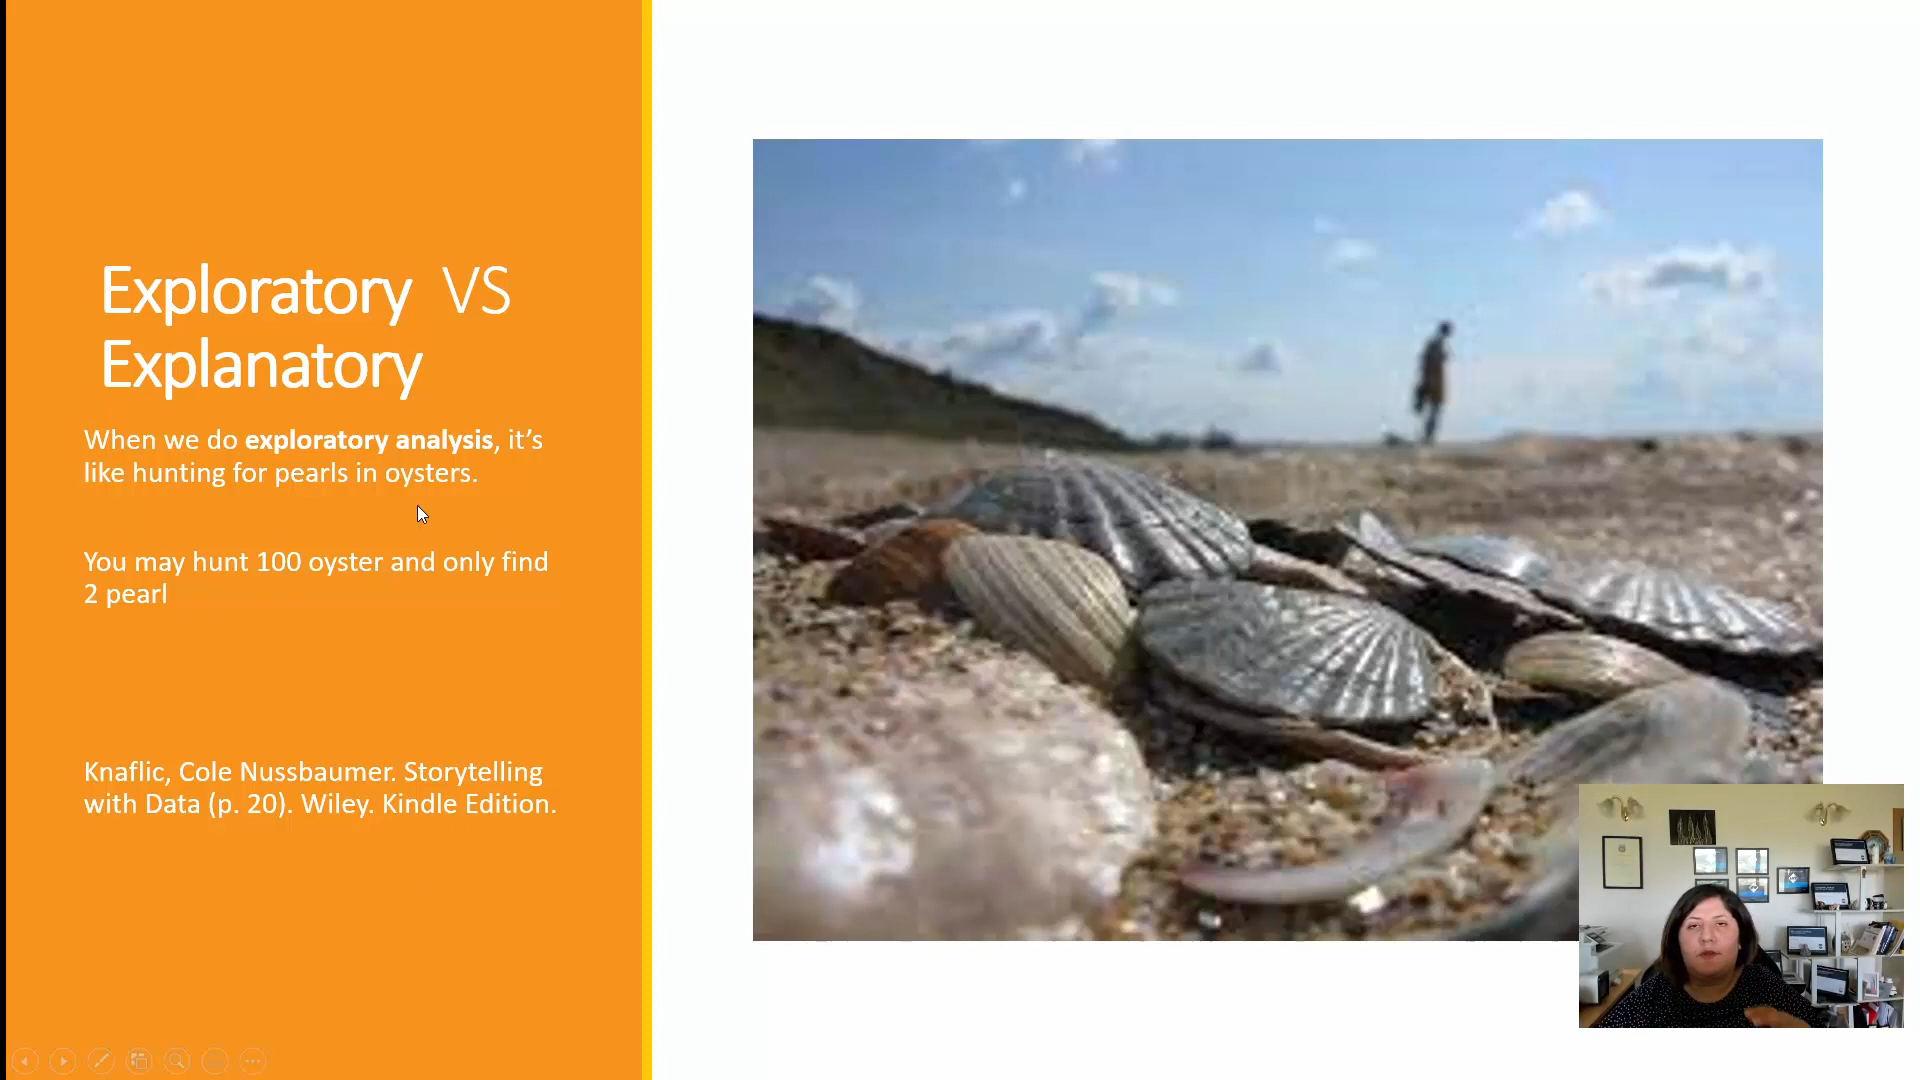 Exploratory VS
Explanatory
When we do exploratory analysis, it’s
like hunting for pearls in oysters.
You may hunt 100 oyster and only find
2 pearl
Knaflic, Cole Nussbaumer. Storytelling
with Data (p. 20). Wiley. Kindle Edition.